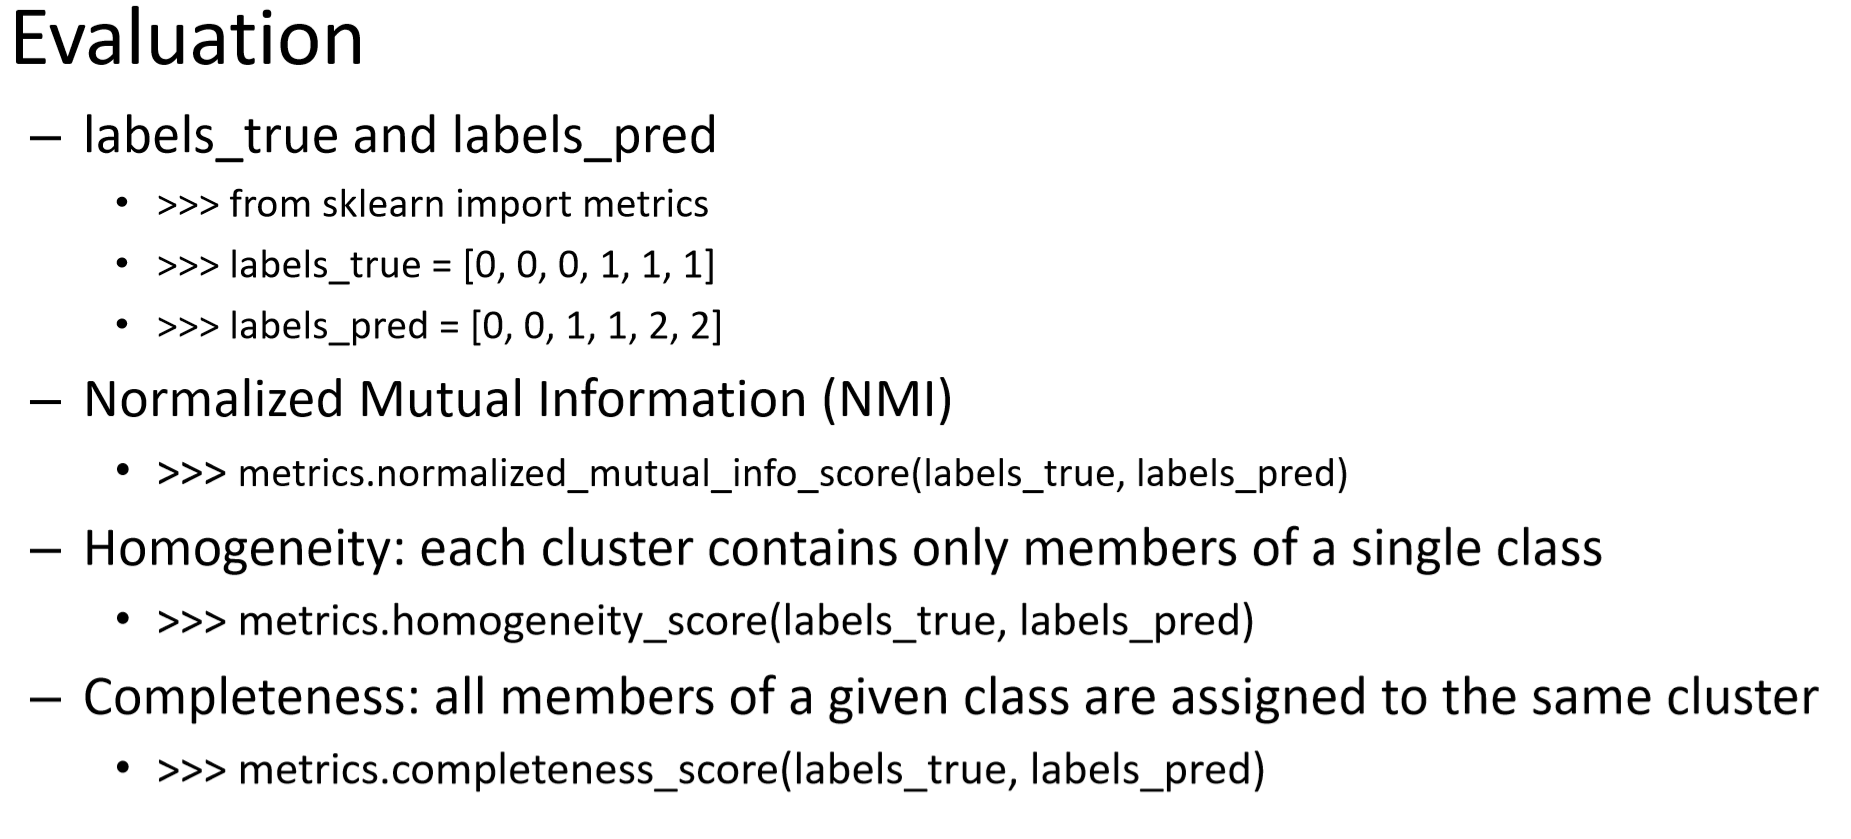 Evaluation
– labels_true and labels_pred
• >>> from sklearn import metrics
• >>> labels_true = [0, 0, 0, 1, 1, 1]
• >>> labels_pred = [0, 0, 1, 1, 2, 2]
– Normalized Mutual Information (NMI)
• >>> metrics.normalized_mutual_info_score(labels_true, labels_pred)
– Homogeneity: each cluster contains only members of a single class
• >>> metrics.homogeneity_score(labels_true, labels_pred)
– Completeness: all members of a given class are assigned to the same cluster
• >>> metrics.completeness_score(labels_true, labels_pred)